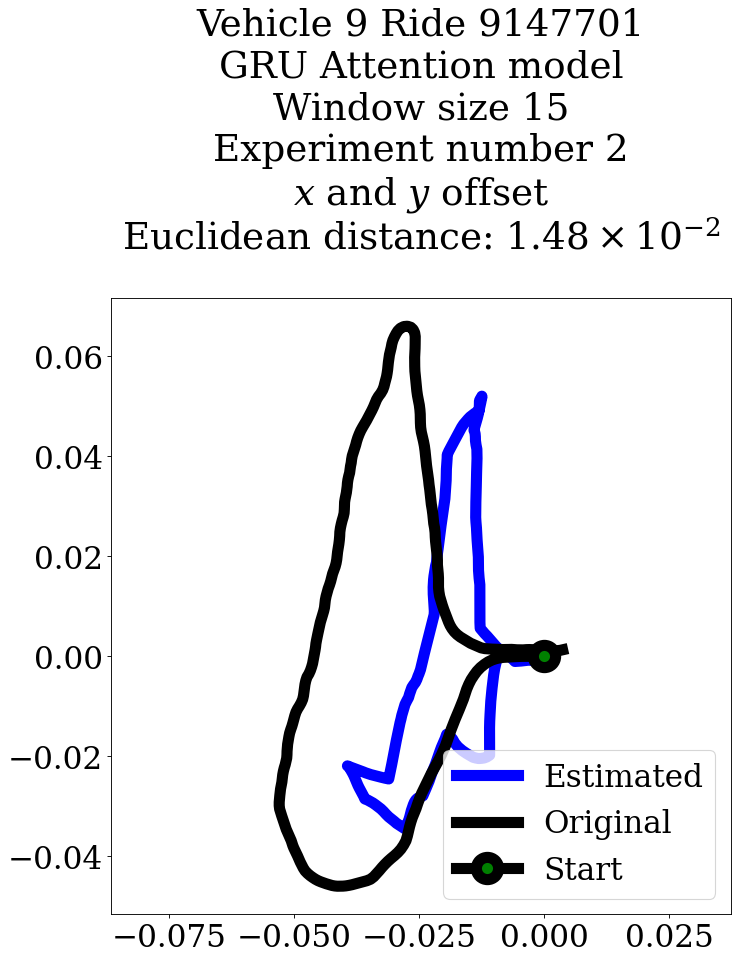 Vehicle 9 Ride 9147701
GRU Attention model
Window size 15
Experiment number 2
x and y offset
Euclidean distance: 1.48 × 10⁻²
0.06
0.04
0.02
0.00
−0.02
−0.04
Estimated
Original
Start
−0.075 −0.050 −0.025 0.000 0.025